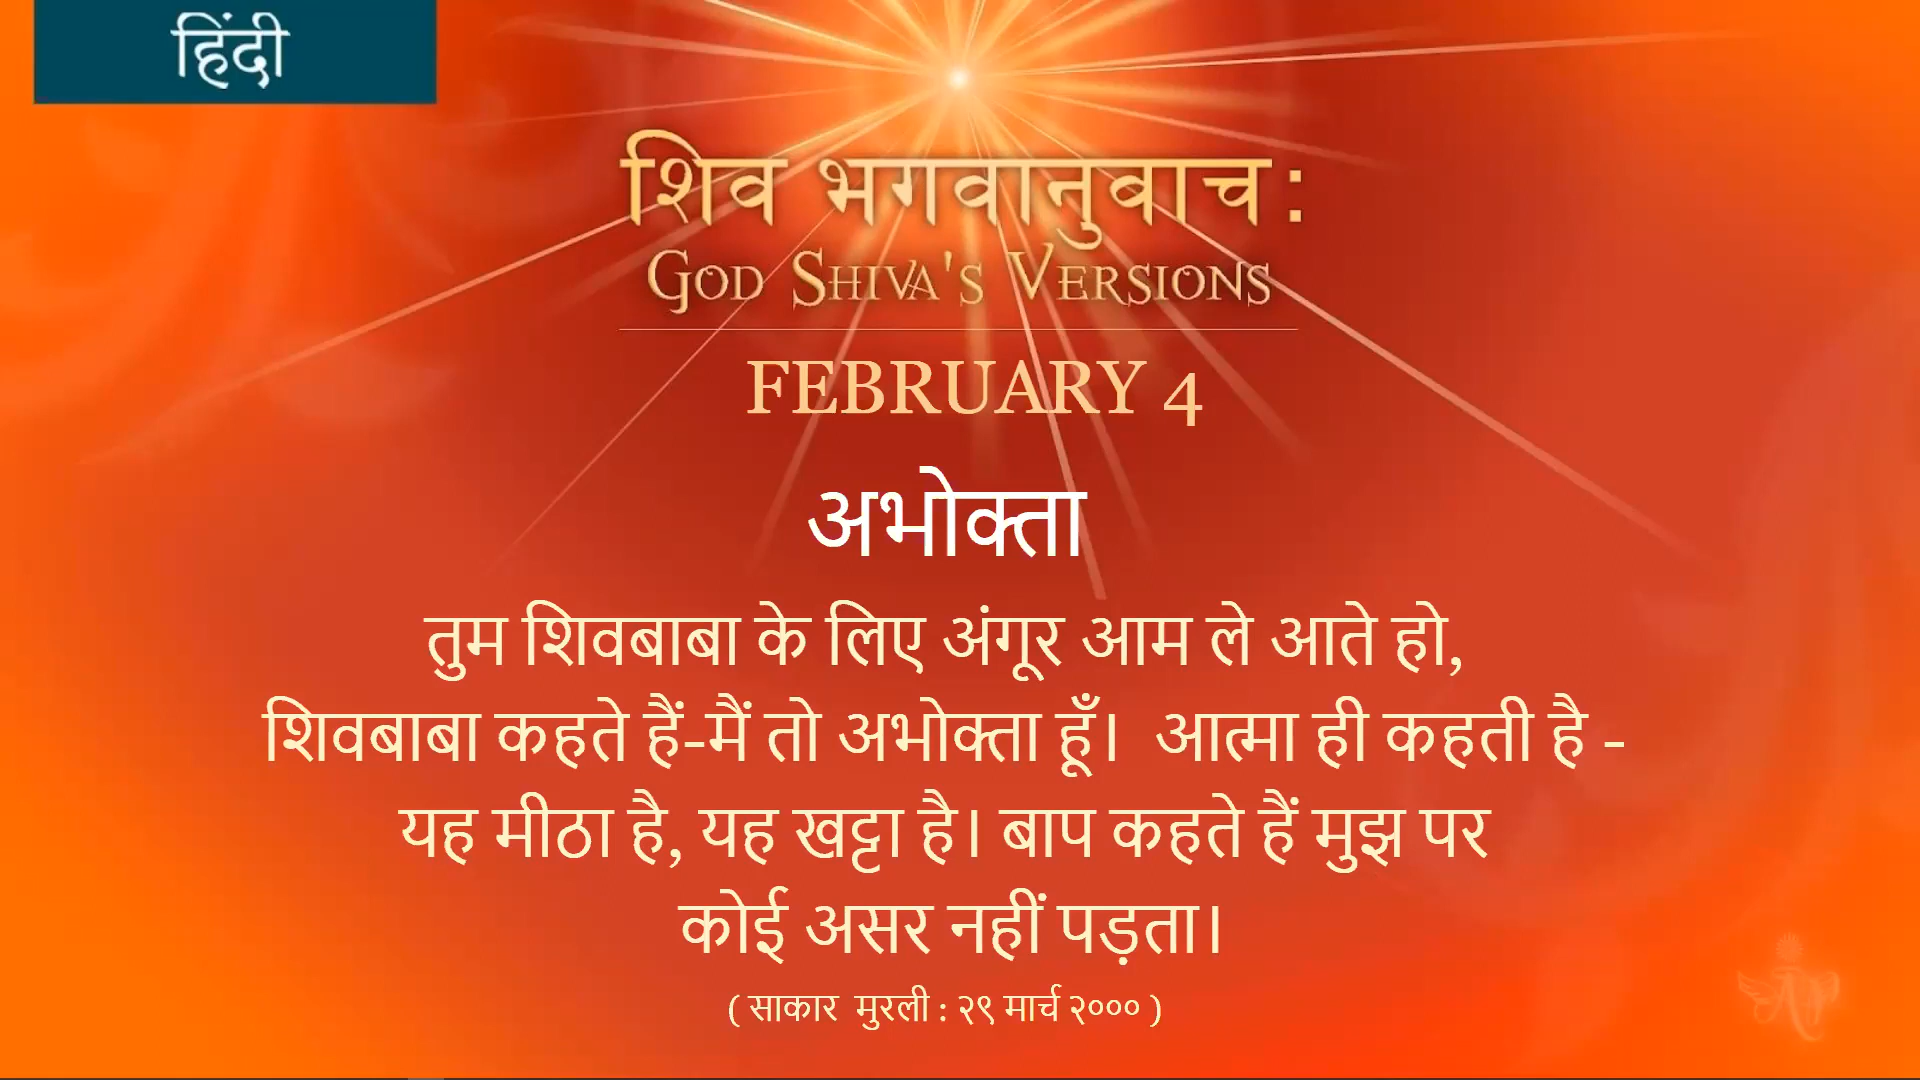 हिंदी
शिव भगवानुवाच:
GOD SHIVA'S VERSIONS
FEBRUARY 4
अभोक्ता
तुम शिवबाबा के लिए अंगूर आम ले आते हो,
शिवबाबा कहते हैं-मैं तो अभोक्ता हूँ। आत्मा ही कहती है -
यह मीठा है, यह खट्टा है। बाप कहते हैं मुझ पर
कोई असर नहीं पड़ता।
( साकार मुरली : २९ मार्च २००० )